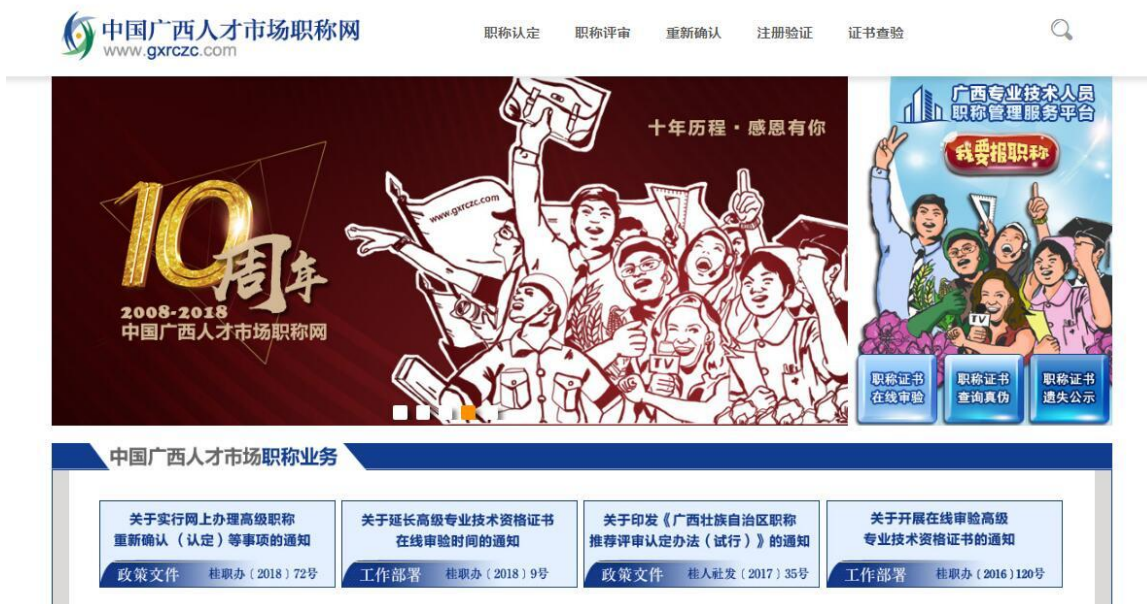 中国广西人才市场职称网
www.gxrczc.com
职称认定 职称评审 重新确认 注册验证 证书查验
十年历程·感恩有你
www.gxrczc.com
10周年
2008-2018
中国广西人才市场职称网
TV
广西专业技术人员
职称管理服务平台
我要报职称
TV
职称证书
在线审验
职称证书
查询真伪
职称证书
遗失公示
中国广西人才市场职称业务
关于实行网上办理高级职称
重新确认 （认定）等事项的通知
政策文件 桂职办〔2018〕72号
关于延长高级专业技术资格证书
在线审验时间的通知
工作部署 桂职办〔2018〕9号
关于印发《广西壮族自治区职称
推荐评审认定办法（试行）》的通知
政策文件 桂人社发〔2017〕35号
关于开展在线审验高级
专业技术资格证书的通知
工作部署 桂职办〔2016〕120号